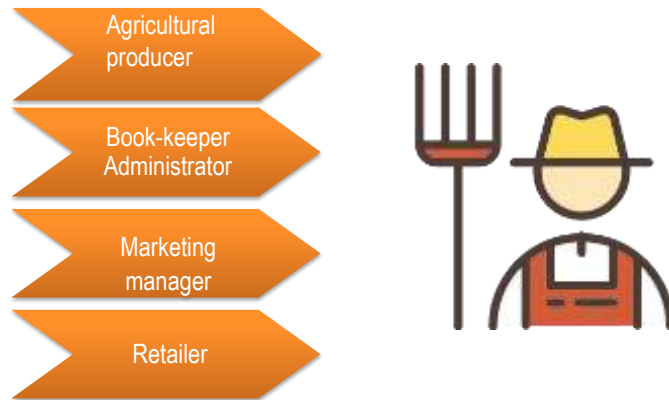 Agricultural
producer
Book-keeper
Administrator
Marketing
manager
Retailer